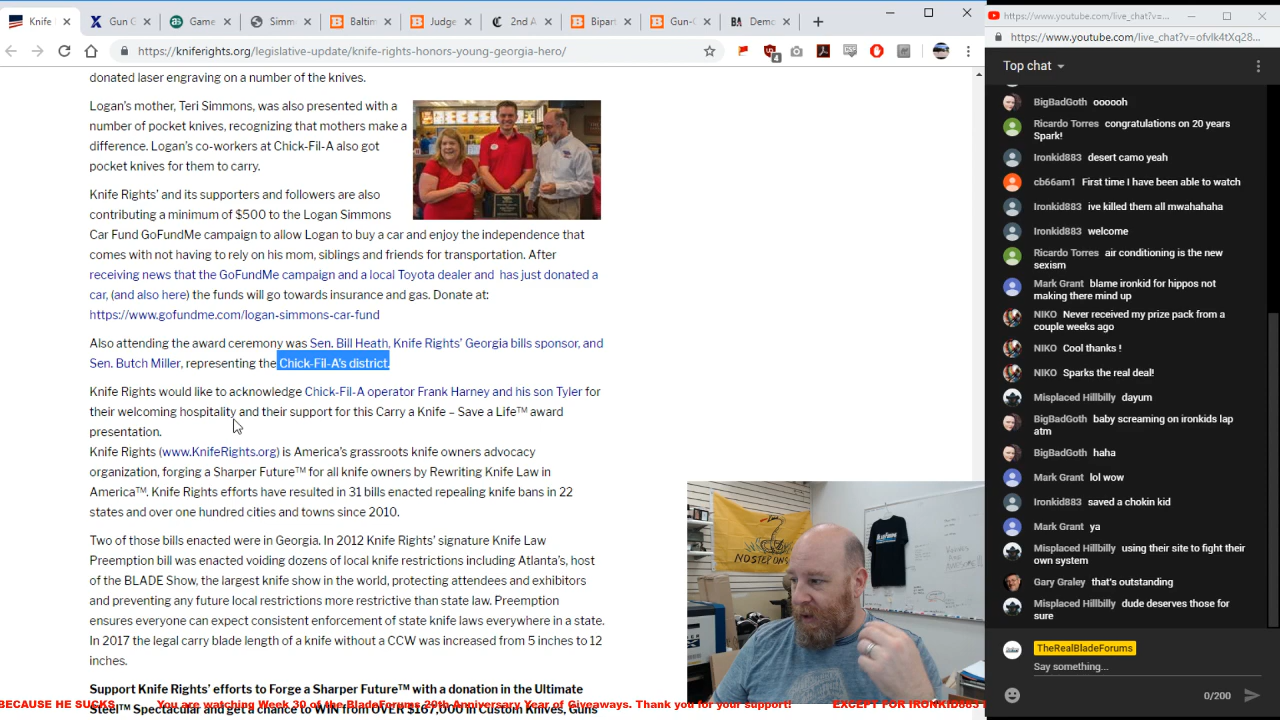 Knife
Gun G
Game
Simm
Baltim
Judge
2nd A
Bipart
Gun-C
Demo
https://www.youtube.com/live_chat?v=...
https://kniferights.org/legislative-update/knife-rights-honors-young-georgia-hero/
4
https://www.youtube.com/live_chat?v=ofvlk4tXq28...
donated laser engraving on a number of the knives.
Logan's mother, Teri Simmons, was also presented with a
number of pocket knives, recognizing that mothers make a
difference. Logan's co-workers at Chick-Fil-A also got
pocket knives for them to carry.
Knife Rights' and its supporters and followers are also
contributing a minimum of $500 to the Logan Simmons
Car Fund GoFundMe campaign to allow Logan to buy a car and enjoy the independence that
comes with not having to rely on his mom, siblings and friends for transportation. After
receiving news that the GoFundMe campaign and a local Toyota dealer and has just donated a
car, (and also here) the funds will go towards insurance and gas. Donate at:
https://www.gofundme.com/logan-simmons-car-fund
Also attending the award ceremony was Sen. Bill Heath, Knife Rights' Georgia bills sponsor, and
Sen. Butch Miller, representing the Chick-Fil-A's district.
Knife Rights would like to acknowledge Chick-Fil-A operator Frank Harney and his son Tyler for
their welcoming hospitality and their support for this Carry a Knife – Save a Life™ award
presentation.
Knife Rights (www.KnifeRights.org) is America's grassroots knife owners advocacy
organization, forging a Sharper Future™ for all knife owners by Rewriting Knife Law in
America™. Knife Rights efforts have resulted in 31 bills enacted repealing knife bans in 22
states and over one hundred cities and towns since 2010.
Two of those bills enacted were in Georgia. In 2012 Knife Rights' signature Knife Law
Preemption bill was enacted voiding dozens of local knife restrictions including Atlanta's, host
of the BLADE Show, the largest knife show in the world, protecting attendees and exhibitors
and preventing any future local restrictions more restrictive than state law. Preemption
ensures everyone can expect consistent enforcement of state knife laws everywhere in a state.
In 2017 the legal carry blade length of a knife without a CCW was increased from 5 inches to 12
inches.
Support Knife Rights' efforts to Forge a Sharper Future™ with a donation in the Ultimate
Steel™ Spectacular and get a chance to WIN from OVER $167,000 in Custom Knives, Guns
BECAUSE HE SUCKS. You are watching Week 30 of the BladeForums 20th Anniversary Year of Giveaways. Thank you for your support! EXCEPT FOR IRONKID883
NO STEP ON S
Top chat
BigBadGoth oooooh
Ricardo Torres congratulations on 20 years
Spark!
Ironkid883 desert camo yeah
cb66am1 First time I have been able to watch
Ironkid883 ive killed them all mwahahaha
Ironkid883 welcome
Ricardo Torres air conditioning is the new
sexism
Mark Grant blame ironkid for hippos not
making there mind up
NIKO Never received my prize pack from a
couple weeks ago
NIKO Cool thanks !
NIKO Sparks the real deal!
Misplaced Hillbilly dayum
BigBadGoth baby screaming on ironkids lap
atm
BigBadGoth haha
Mark Grant lol wow
Ironkid883 saved a chokin kid
Mark Grant ya
Misplaced Hillbilly using their site to fight their
own system
Gary Graley that's outstanding
Misplaced Hillbilly dude deserves those for
sure
TheRealBladeForums
Say something...
0/200